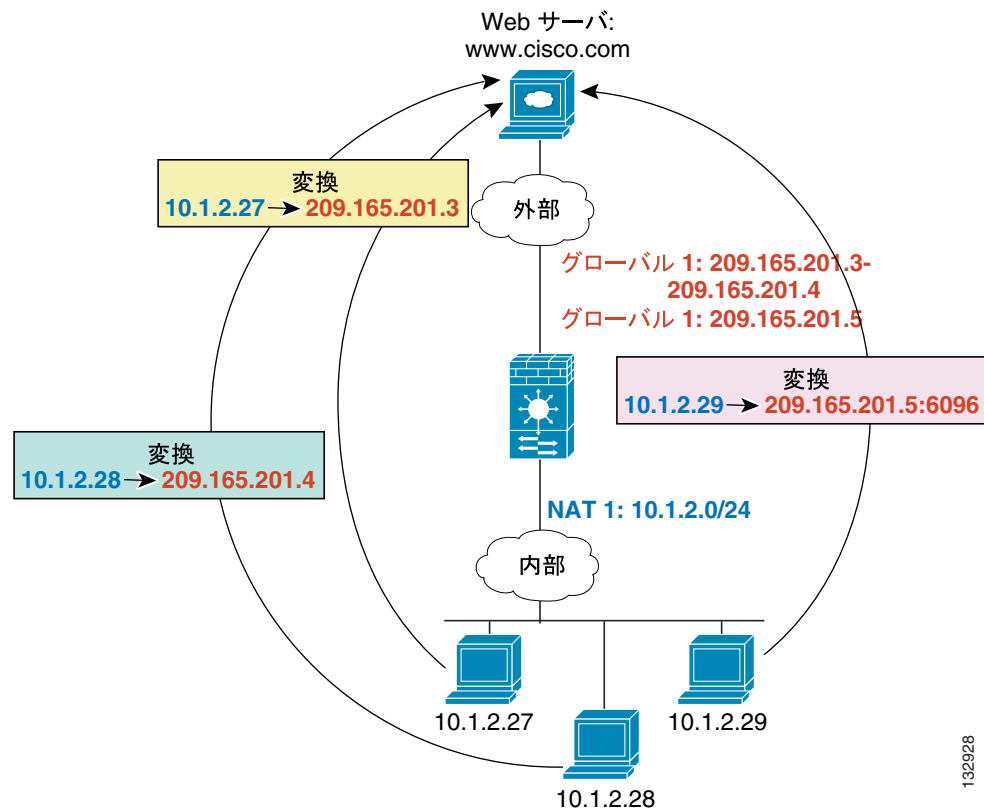 Web サーバ:
www.cisco.com
変換
10.1.2.27 → 209.165.201.3
外部
グローバル 1: 209.165.201.3-
209.165.201.4
グローバル 1: 209.165.201.5
変換
10.1.2.29 → 209.165.201.5:6096
変換
10.1.2.28 → 209.165.201.4
NAT 1: 10.1.2.0/24
内部
10.1.2.27
10.1.2.29
10.1.2.28
132928